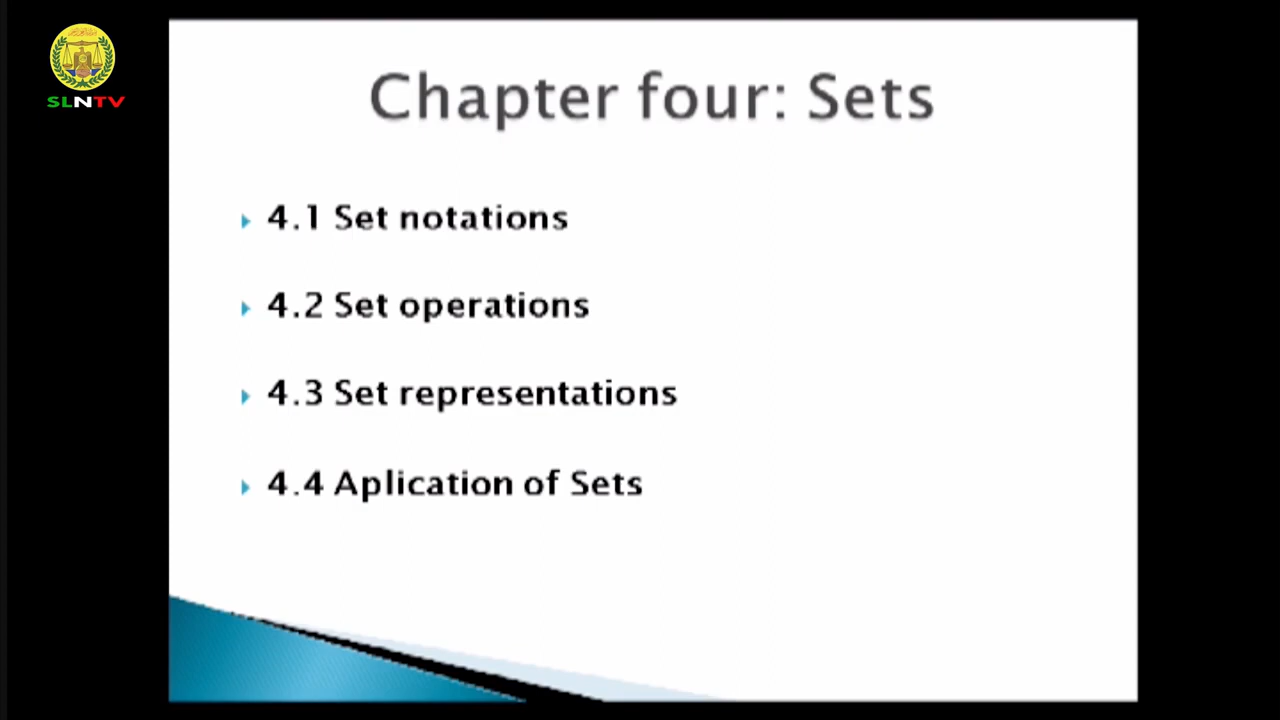 SLNTV
Chapter four: Sets
4.1 Set notations
4.2 Set operations
4.3 Set representations
4.4 Aplication of Sets